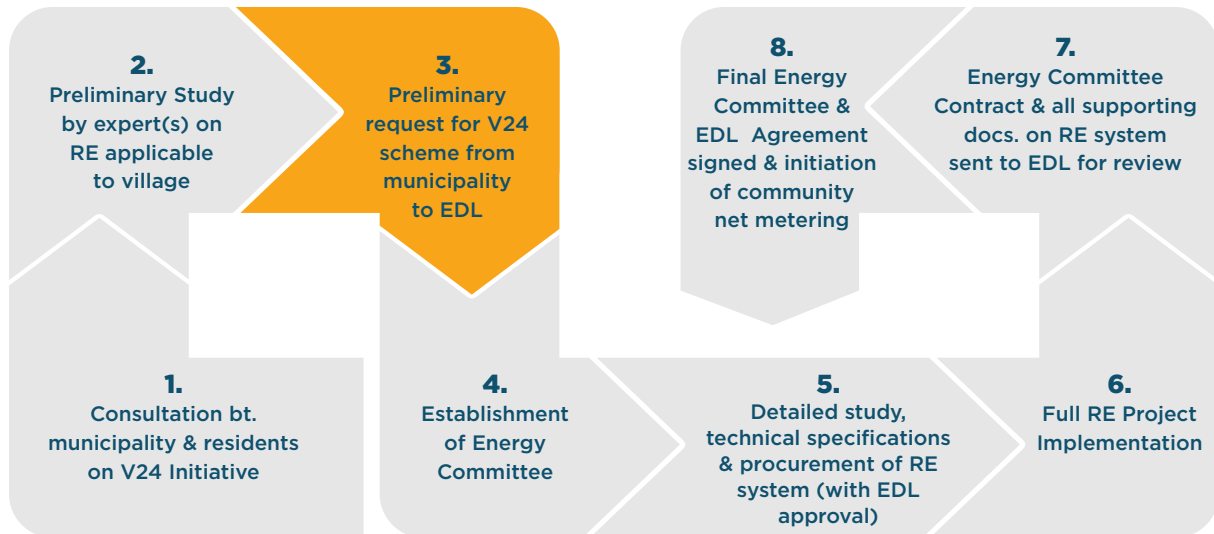 1.
Consultation bt.
municipality & residents
on V24 Initiative
2.
Preliminary Study
by expert(s) on
RE applicable
to village
3.
Preliminary
request for V24
scheme from
municipality
to EDL
4.
Establishment
of Energy
Committee
5.
Detailed study,
technical specifications
& procurement of RE
system (with EDL
approval)
6.
Full RE Project
Implementation
7.
Energy Committee
Contract & all supporting
docs. on RE system
sent to EDL for review
8.
Final Energy
Committee &
EDL Agreement
signed & initiation
of community
net metering